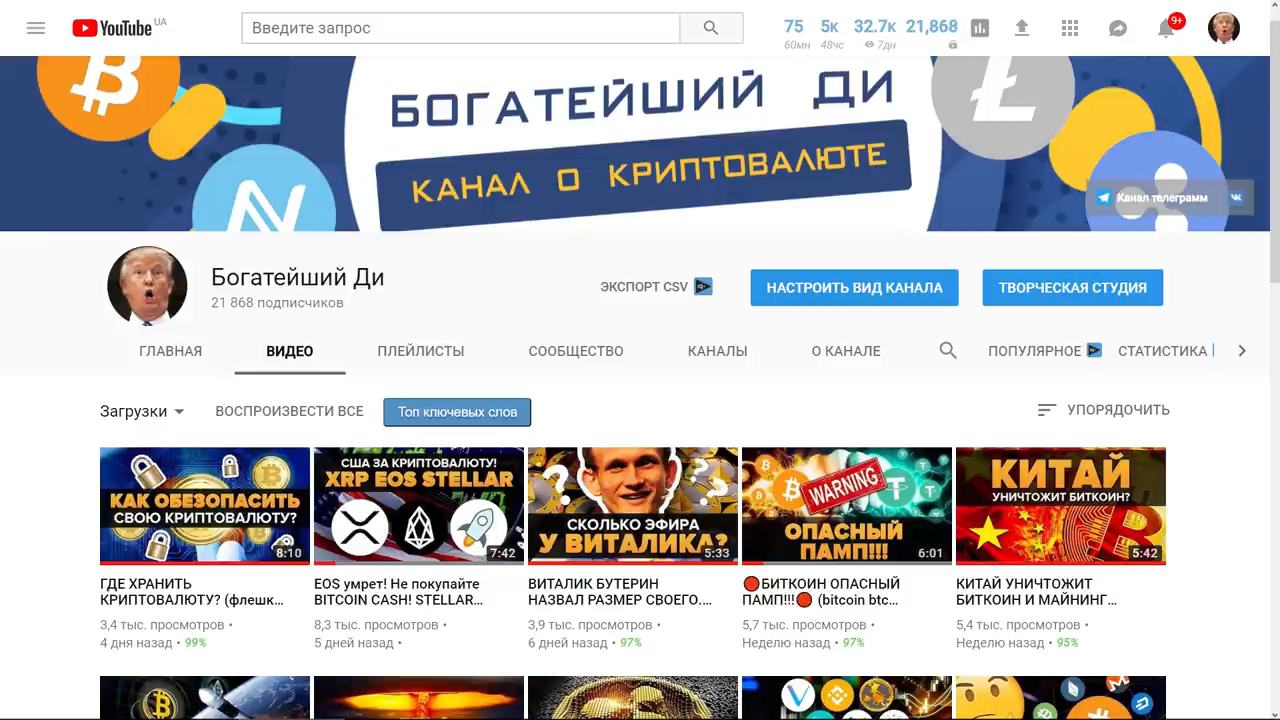 YouTube UA
Введите запрос
75 5к 32.7к 21,868
60мн 48чс 7дн
9+
БОГАТЕЙШИЙ ДИ
КАНАЛ О КРИПТОВАЛЮТЕ
Канал телеграмм
Богатейший Ди
21 868 подписчиков
ЭКСПОРТ CSV
НАСТРОИТЬ ВИД КАНАЛА
ТВОРЧЕСКАЯ СТУДИЯ
ГЛАВНАЯ ВИДЕО ПЛЕЙЛИСТЫ СООБЩЕСТВО КАНАЛЫ О КАНАЛЕ ПОПУЛЯРНОЕ СТАТИСТИКА
Загрузки ВОСПРОИЗВЕСТИ ВСЕ Топ ключевых слов УПОРЯДОЧИТЬ
КАК ОБЕЗОПАСИТЬ
СВОЮ КРИПТОВАЛЮТУ?
8:10
ГДЕ ХРАНИТЬ
КРИПТОВАЛЮТУ? (флешк...
3,4 тыс. просмотров •
4 дня назад • 99%
США ЗА КРИПТОВАЛЮТУ!
XRP EOS STELLAR
7:42
EOS умрет! Не покупайте
BITCOIN CASH! STELLAR...
8,3 тыс. просмотров •
5 дней назад •
СКОЛЬКО ЭФИРА
У ВИТАЛИКА?
5:33
ВИТАЛИК БУТЕРИН
НАЗВАЛ РАЗМЕР СВОЕГО....
3,9 тыс. просмотров •
6 дней назад • 97%
WARNING
ОПАСНЫЙ
ПАМП!!!
6:01
🔴БИТКОИН ОПАСНЫЙ
ПАМП!!!🔴 (bitcoin btc...
5,7 тыс. просмотров •
Неделю назад • 97%
КИТАЙ
УНИЧТОЖИТ БИТКОИН?
5:42
КИТАЙ УНИЧТОЖИТ
БИТКОИН И МАЙНИНГ...
5,4 тыс. просмотров •
Неделю назад • 95%